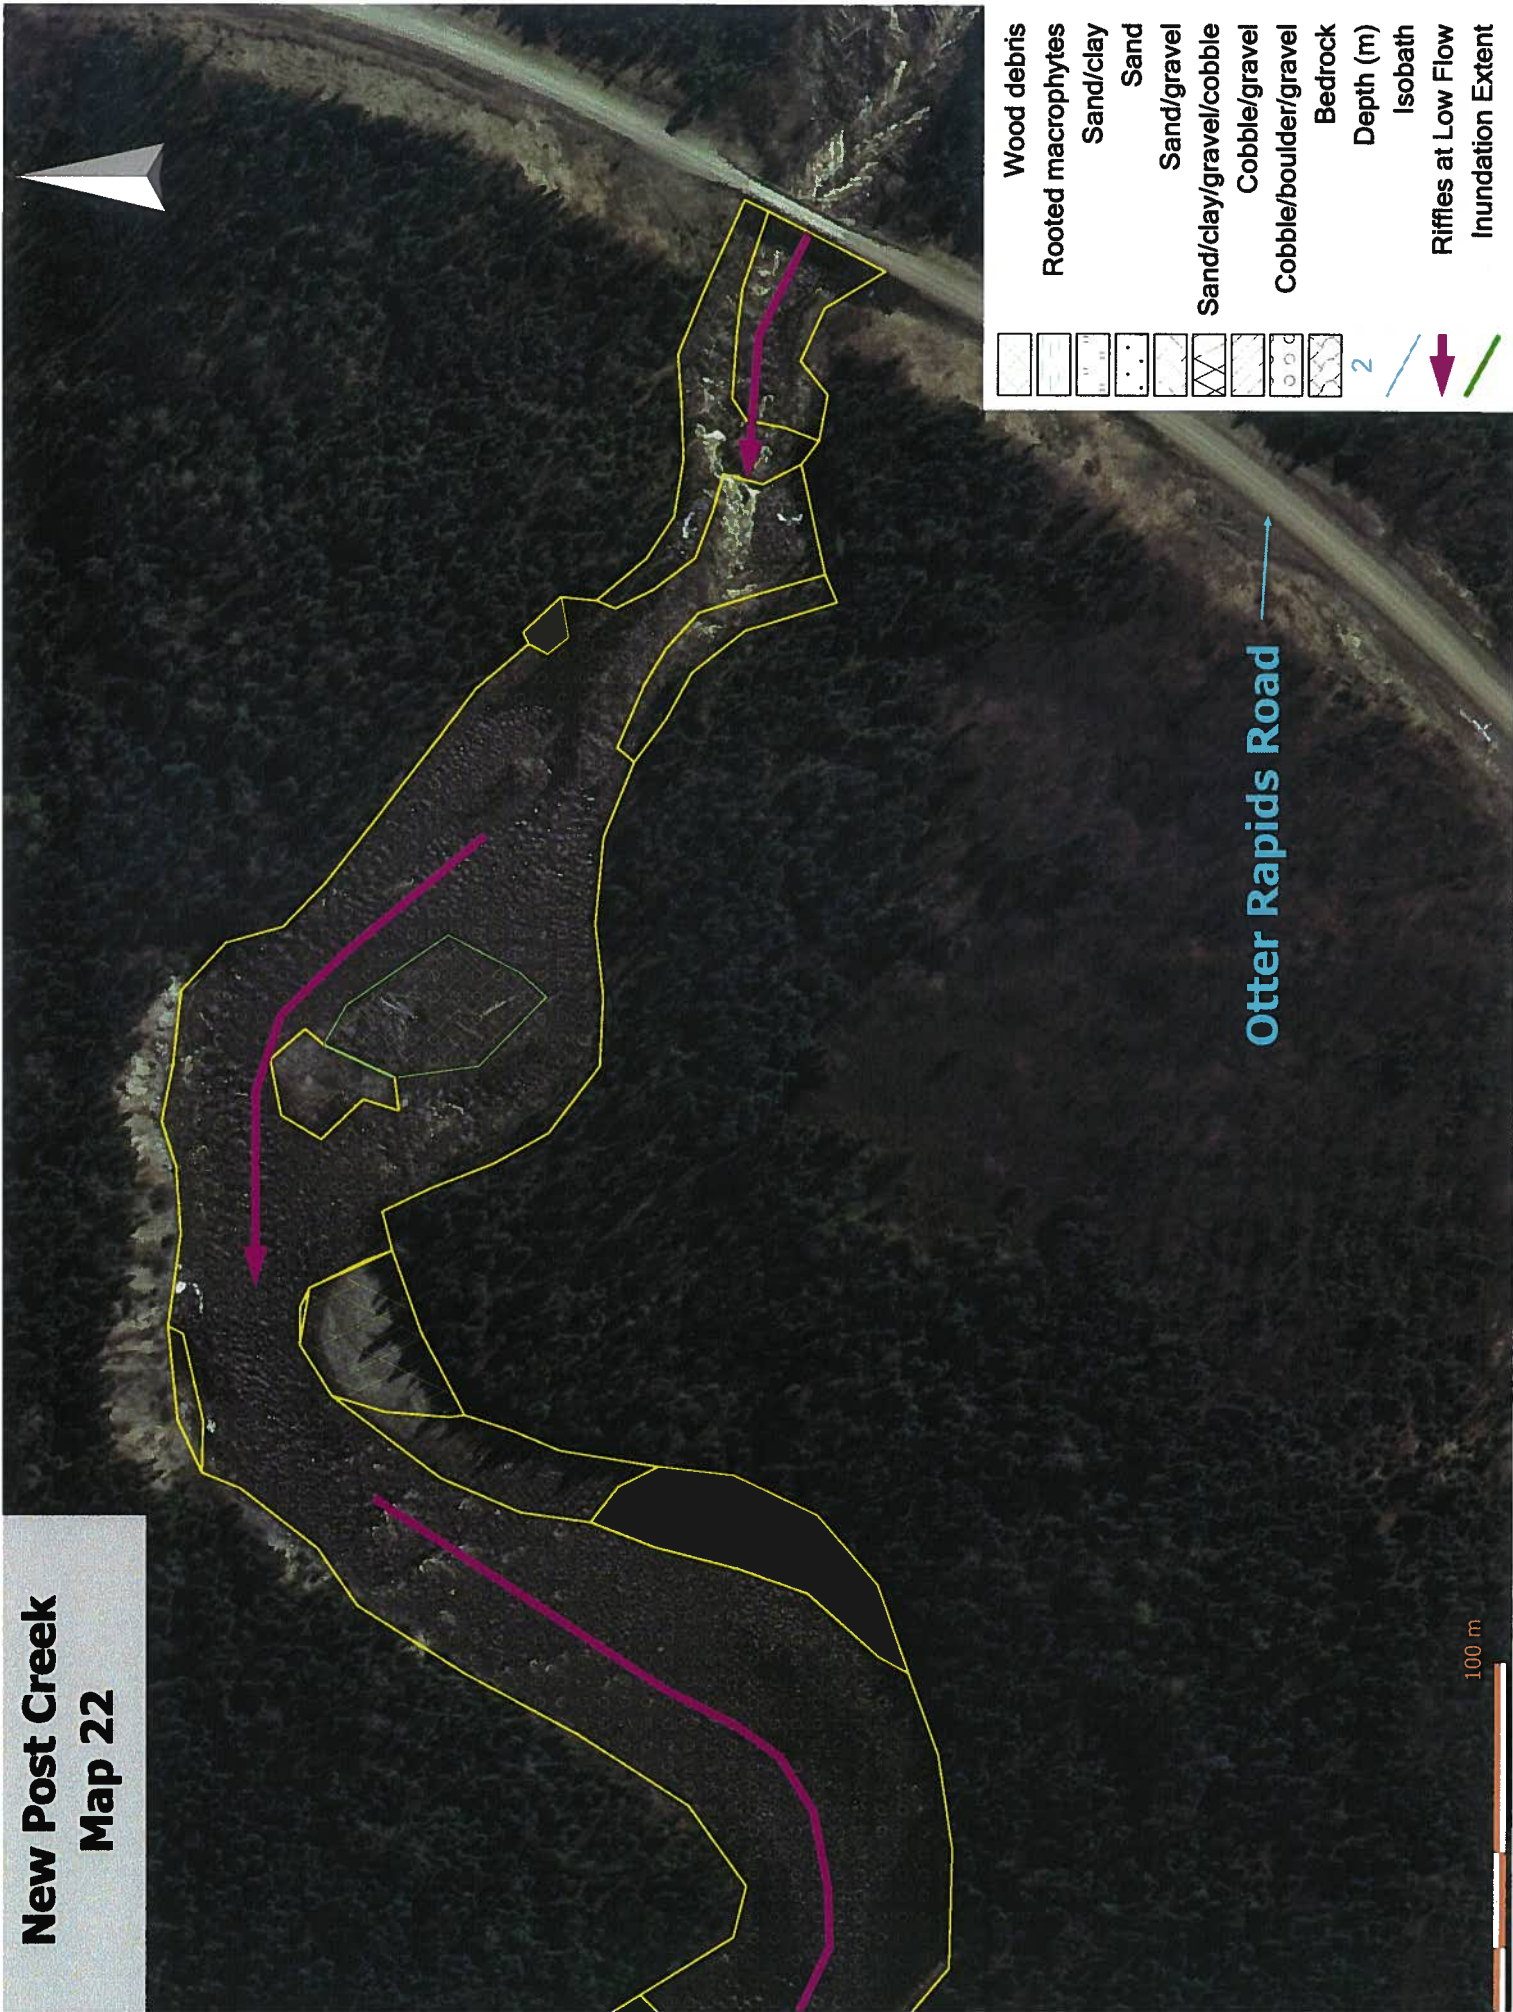 New Post Creek
Map 22
Wood debris
Rooted macrophytes
Sand/clay
Sand
Sand/gravel
Sand/clay/gravel/cobble
Cobble/gravel
Cobble/boulder/gravel
Bedrock
2 Depth (m)
Isobath
Riffles at Low Flow
Inundation Extent
Otter Rapids Road
100 m